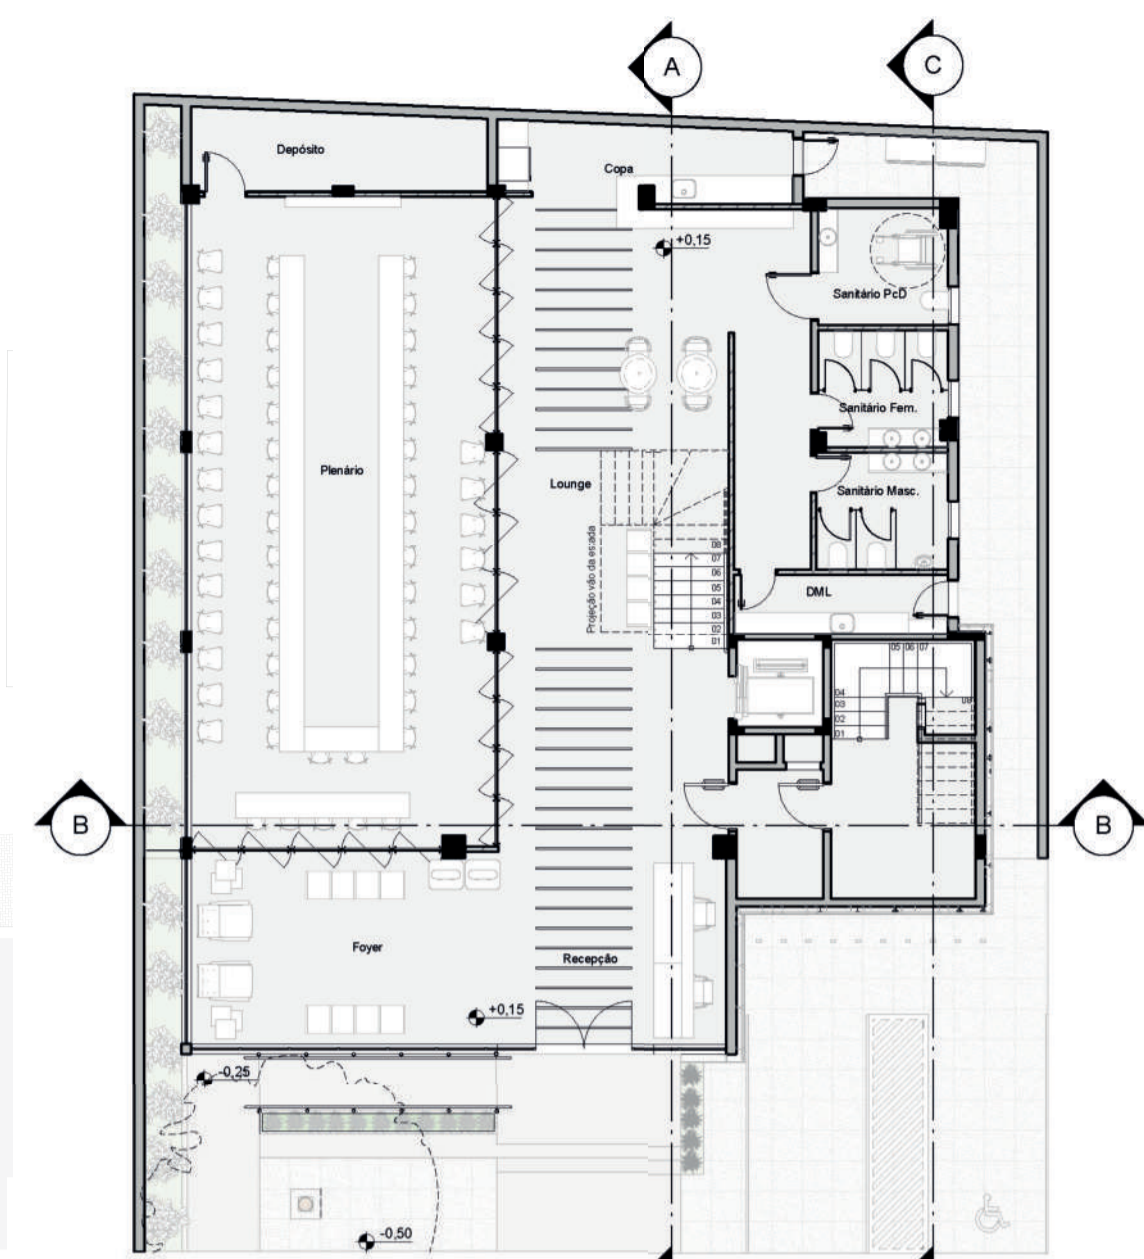 A
C
Depósito
Copa
+0,15
Sanitário PcD
Sanitário Fem.
Plenário
Lounge
Sanitário Masc.
Projeção vão da escada
08
07
06
05
04
03
02
01
DML
05 06 07
04
03
02
01
08
B
B
Foyer
Recepção
+0,15
-0,25
-0,50